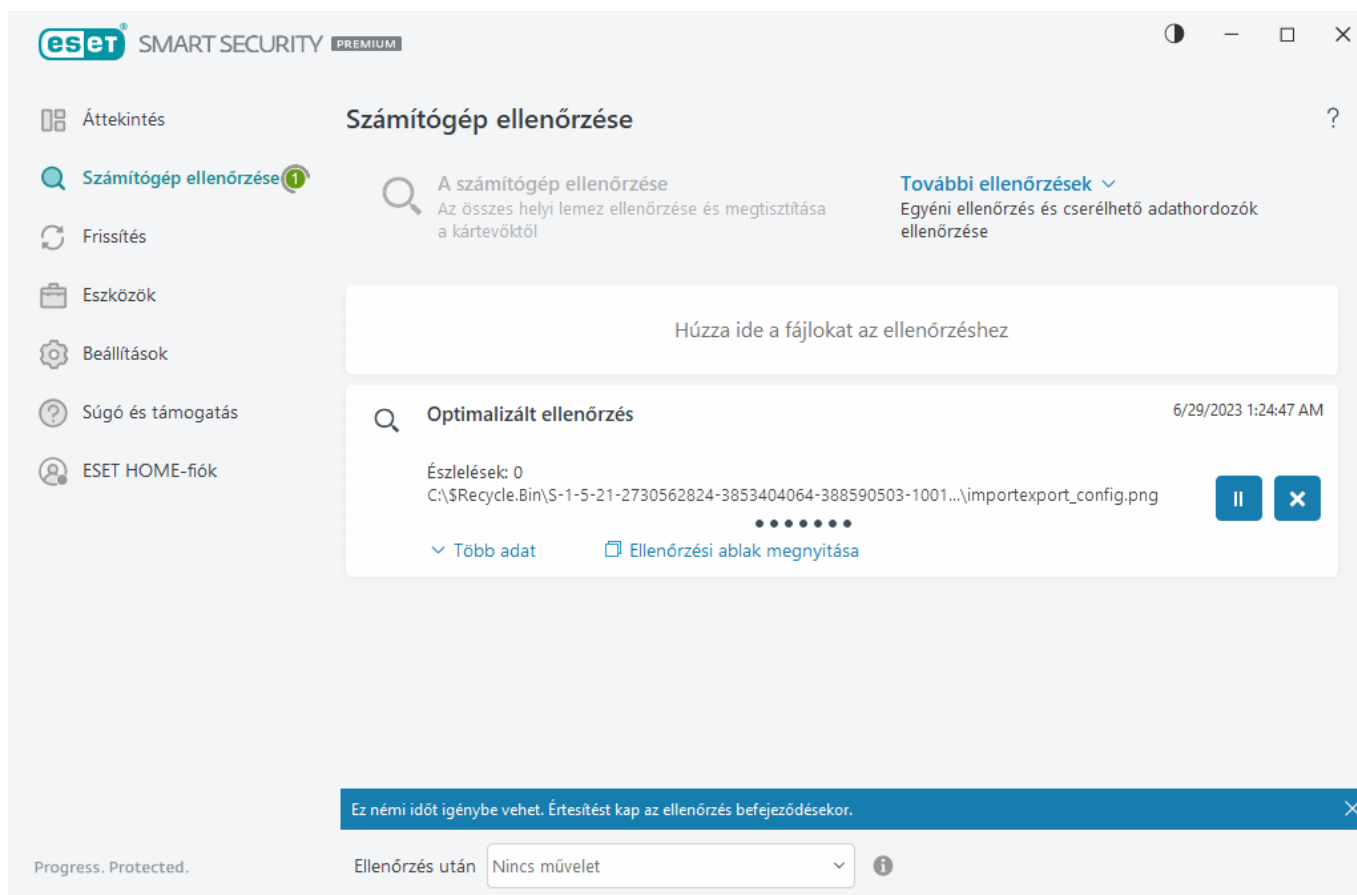 eset® SMART SECURITY PREMIUM
Áttekintés
Számítógép ellenőrzése 1
Frissítés
Eszközök
Beállítások
Súgó és támogatás
ESET HOME-fiók
Progress. Protected.
Számítógép ellenőrzése
?
A számítógép ellenőrzése
Az összes helyi lemez ellenőrzése és megtisztítása
a kártevőktől
További ellenőrzések
Egyéni ellenőrzés és cserélhető adathordozók
ellenőrzése
Húzza ide a fájlokat az ellenőrzéshez
Optimalizált ellenőrzés
6/29/2023 1:24:47 AM
Észlelések: 0
C:\$Recycle.Bin\S-1-5-21-2730562824-3853404064-388590503-1001...\importexport_config.png
Több adat
Ellenőrzési ablak megnyitása
Ez némi időt igénybe vehet. Értesítést kap az ellenőrzés befejeződésekor.
Ellenőrzés után Nincs művelet